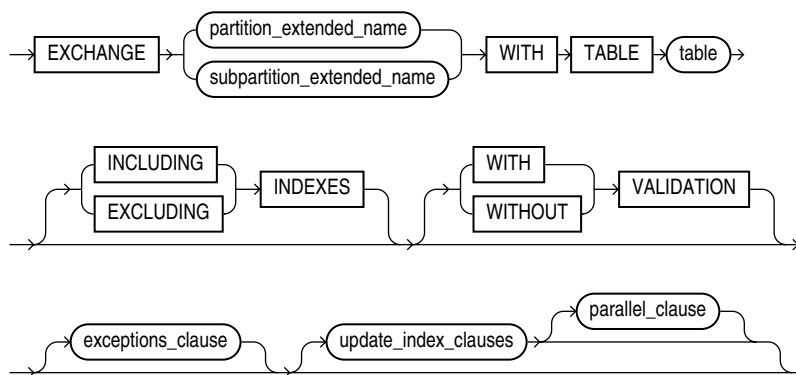 partition_extended_name
EXCHANGE WITH TABLE table
subpartition_extended_name
INCLUDING WITH
INDEXES VALIDATION
EXCLUDING WITHOUT
parallel_clause
exceptions_clause update_index_clauses